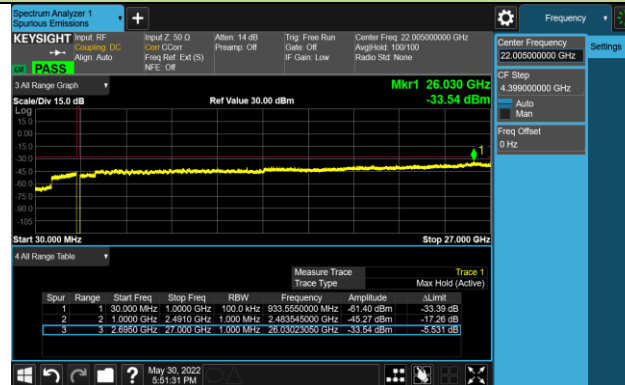 Spectrum Analyzer 1
Spurious Emissions
Frequency
KEYSIGHT
Input: RF
Coupling: DC
Align: Auto
Input Z: 50 Ω
Corr CCorr
Freq Ref: Ext (S)
NFE: Off
Atten: 14 dB
Preamp: Off
Trig: Free Run
Gate: Off
IF Gain: Low
Center Freq: 22.005000000 GHz
Avg|Hold: 100/100
Radio Std: None
PASS
Center Frequency
22.005000000 GHz
Settings
CF Step
4.399000000 GHz
Auto
Man
Freq Offset
0 Hz
3 All Range Graph
Mkr1 26.030 GHz
Scale/Div 15.0 dB
Ref Value 30.00 dBm
-33.54 dBm
Log
15.0
0.00
-15.0
-30.0
-45.0
-60.0
-75.0
-90.0
-105
1
Start 30.000 MHz
Stop 27.000 GHz
4 All Range Table
Measure Trace Trace 1
Trace Type Max Hold (Active)
Spur Range Start Freq Stop Freq RBW Frequency Amplitude ΔLimit
1 1 30.000 MHz 1.0000 GHz 100.0 kHz 933.5550000 MHz -61.40 dBm -33.39 dB
2 2 1.0000 GHz 2.4910 GHz 1.000 MHz 2.483545000 GHz -45.27 dBm -17.26 dB
3 3 2.6950 GHz 27.000 GHz 1.000 MHz 26.03023050 GHz -33.54 dBm -5.531 dB
May 30, 2022
5:51:31 PM